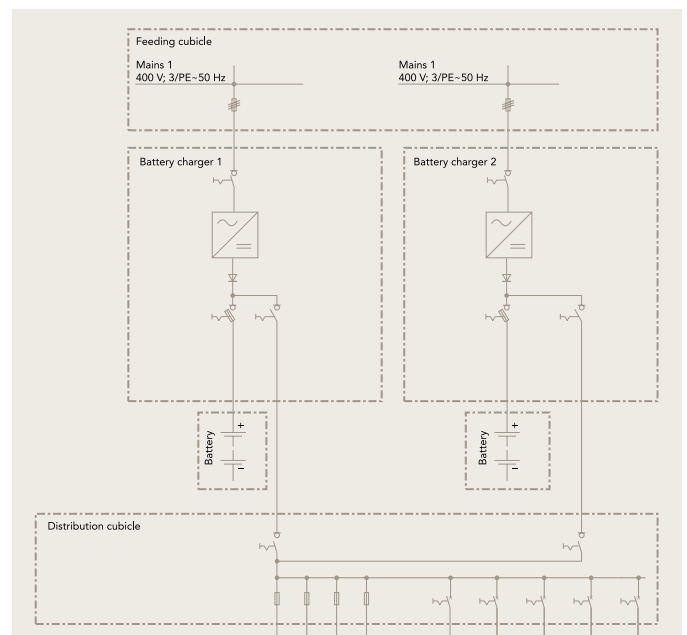 Feeding cubicle
Mains 1
400 V; 3/PE~50 Hz
Mains 1
400 V; 3/PE~50 Hz
Battery charger 1
Battery charger 2
Battery
+
–
Battery
+
–
Distribution cubicle